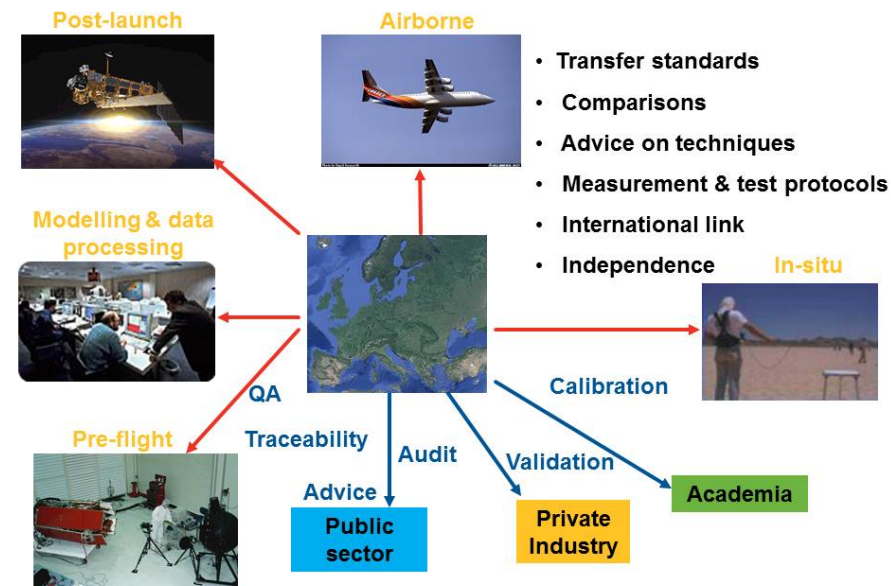 Post-launch
Airborne
• Transfer standards
• Comparisons
• Advice on techniques
• Measurement & test protocols
• International link
• Independence
Modelling & data
processing
In-situ
Calibration
QA
Pre-flight
Traceability
Audit
Validation
Advice
Public
sector
Private
Industry
Academia